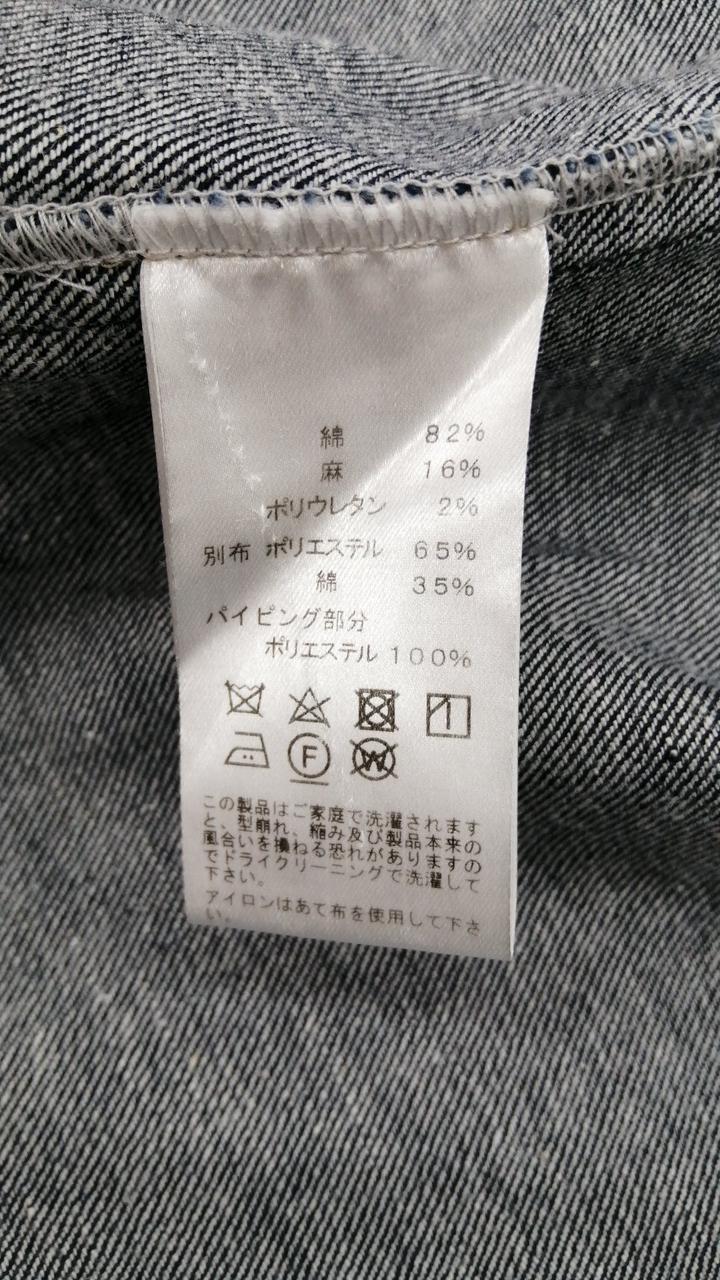 綿 82%
麻 16%
ポリウレタン 2%
別布 ポリエステル 65%
綿 35%
パイピング部分
ポリエステル 100%
F W
この製品はご家庭で洗濯されます
と、型崩れ、縮み及び製品本来の
風合いを損ねる恐れがありますの
でドライクリーニングで洗濯して
下さい。
アイロンはあて布を使用して下さ
い。